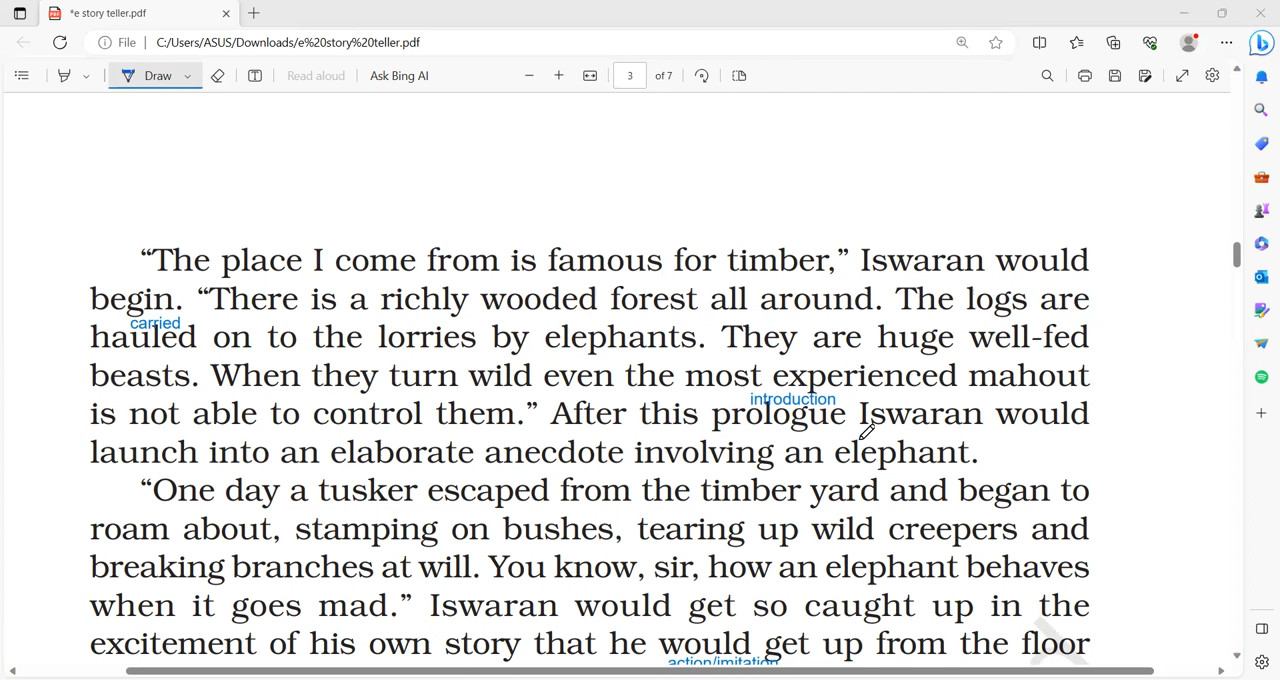 *e story teller.pdf
File | C:/Users/ASUS/Downloads/e%20story%20teller.pdf
Draw Read aloud Ask Bing AI 3 of 7
“The place I come from is famous for timber,” Iswaran would
begin. “There is a richly wooded forest all around. The logs are
carried
hauled on to the lorries by elephants. They are huge well-fed
beasts. When they turn wild even the most experienced mahout
introduction
is not able to control them.” After this prologue Iswaran would
launch into an elaborate anecdote involving an elephant.
“One day a tusker escaped from the timber yard and began to
roam about, stamping on bushes, tearing up wild creepers and
breaking branches at will. You know, sir, how an elephant behaves
when it goes mad.” Iswaran would get so caught up in the
excitement of his own story that he would get up from the floor
action/imitation